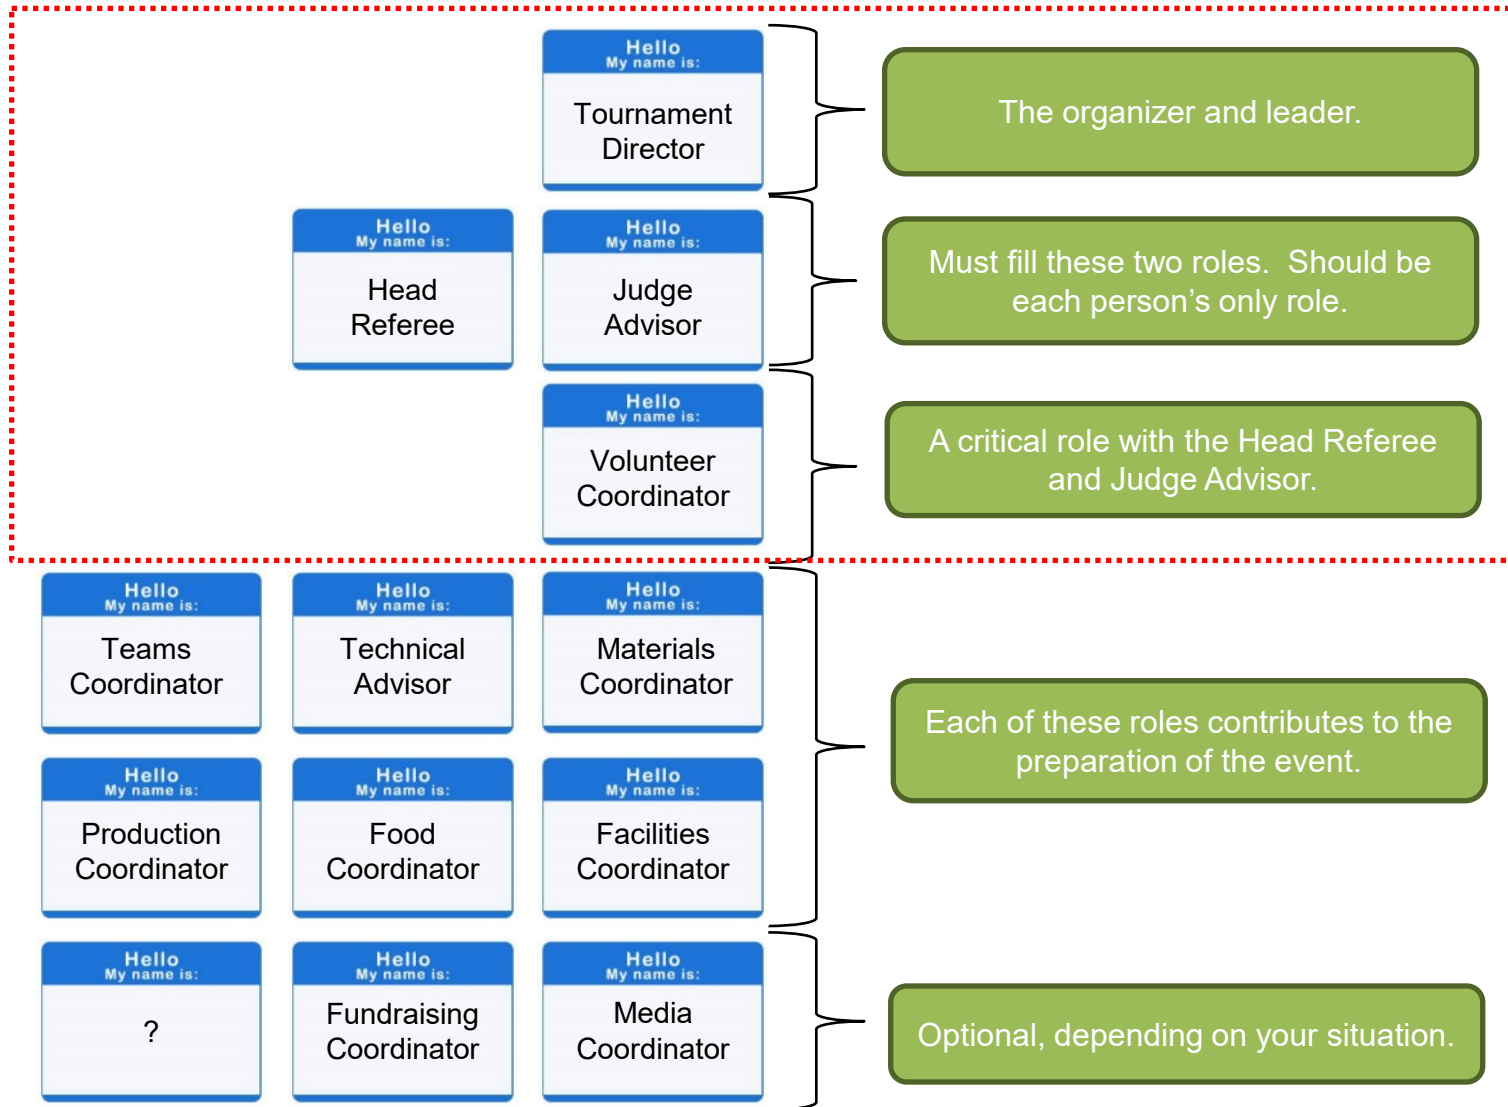 Hello
My name is:
Tournament
Director
The organizer and leader.
Hello
My name is:
Head
Referee
Hello
My name is:
Judge
Advisor
Must fill these two roles.  Should be
each person’s only role.
Hello
My name is:
Volunteer
Coordinator
A critical role with the Head Referee
and Judge Advisor.
Hello
My name is:
Teams
Coordinator
Hello
My name is:
Technical
Advisor
Hello
My name is:
Materials
Coordinator
Hello
My name is:
Production
Coordinator
Hello
My name is:
Food
Coordinator
Hello
My name is:
Facilities
Coordinator
Each of these roles contributes to the
preparation of the event.
Hello
My name is:
?
Hello
My name is:
Fundraising
Coordinator
Hello
My name is:
Media
Coordinator
Optional, depending on your situation.